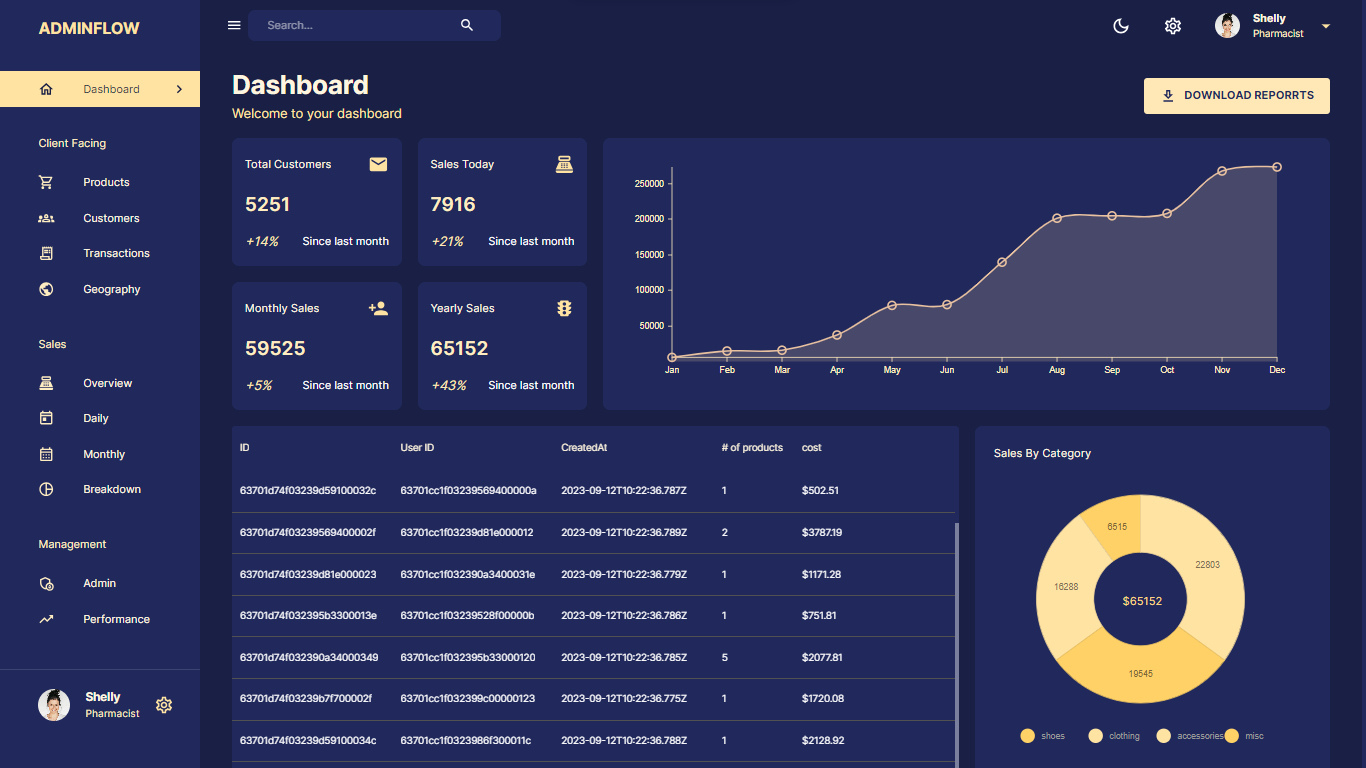 ADMINFLOW
Search...
Shelly
Pharmacist
Dashboard
Client Facing
Products
Customers
Transactions
Geography
Sales
Overview
Daily
Monthly
Breakdown
Management
Admin
Performance
Shelly
Pharmacist
Dashboard
Welcome to your dashboard
DOWNLOAD REPORRTS
Total Customers
5251
+14% Since last month
Sales Today
7916
+21% Since last month
Monthly Sales
59525
+5% Since last month
Yearly Sales
65152
+43% Since last month
250000
200000
150000
100000
50000
Jan Feb Mar Apr May Jun Jul Aug Sep Oct Nov Dec
ID User ID CreatedAt # of products cost
63701d74f03239d59100032c 63701cc1f03239569400000a 2023-09-12T10:22:36.787Z 1 $502.51
63701d74f03239569400002f 63701cc1f03239d81e000012 2023-09-12T10:22:36.789Z 2 $3787.19
63701d74f03239d81e000023 63701cc1f032390a3400031e 2023-09-12T10:22:36.779Z 1 $1171.28
63701d74f032395b3300013e 63701cc1f03239528f00000b 2023-09-12T10:22:36.786Z 1 $751.81
63701d74f032390a34000349 63701cc1f032395b33000120 2023-09-12T10:22:36.785Z 5 $2077.81
63701d74f03239b7f700002f 63701cc1f032399c00000123 2023-09-12T10:22:36.775Z 1 $1720.08
63701d74f03239d59100034c 63701cc1f0323986f300011c 2023-09-12T10:22:36.788Z 1 $2128.92
Sales By Category
6515
22803
16288
$65152
19545
shoes clothing accessories misc